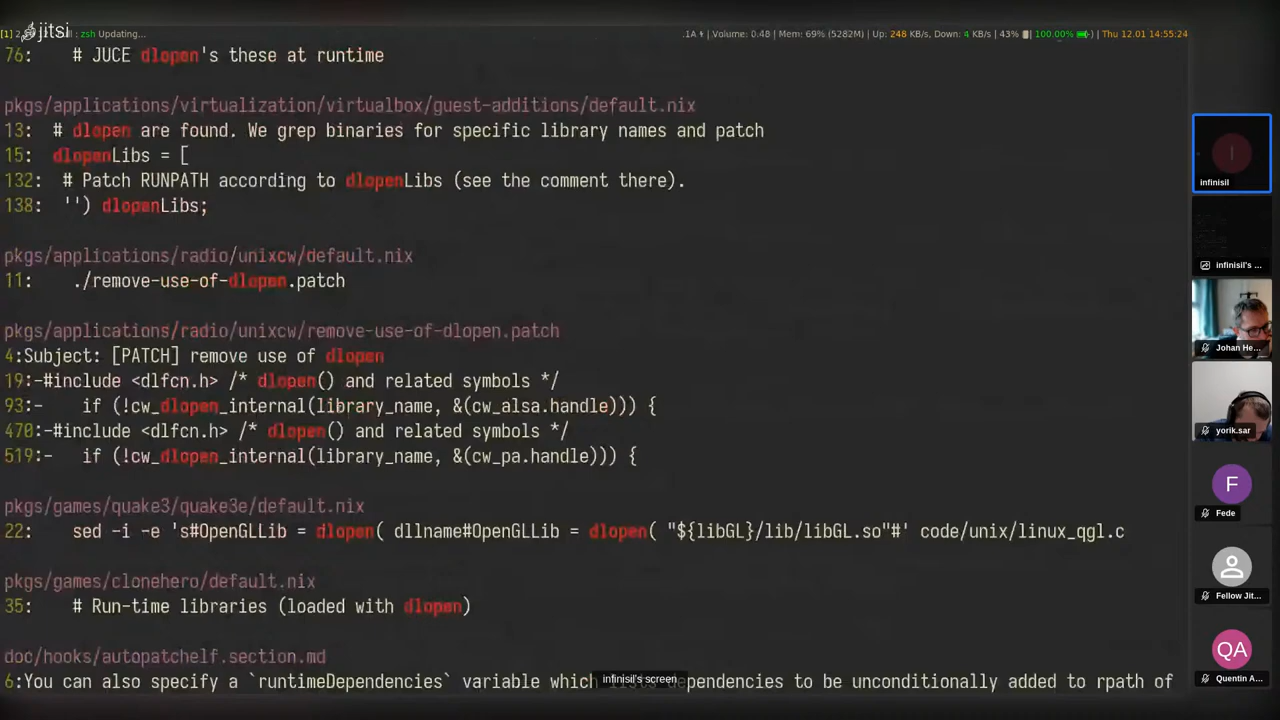 jitsi
[1] zsh Updating...
.1A Volume: 0.48 | Mem: 69% (5282M) | Up: 248 KB/s, Down: 4 KB/s | 43% | 100.00% | Thu 12.01 14:55:24
76:    # JUCE dlopen's these at runtime
pkgs/applications/virtualization/virtualbox/guest-additions/default.nix
13:  # dlopen are found. We grep binaries for specific library names and patch
15:  dlopenLibs = [
132:   # Patch RUNPATH according to dlopenLibs (see the comment there).
138:   '') dlopenLibs;
pkgs/applications/radio/unixcw/default.nix
11:    ./remove-use-of-dlopen.patch
pkgs/applications/radio/unixcw/remove-use-of-dlopen.patch
4:Subject: [PATCH] remove use of dlopen
19:-#include <dlfcn.h> /* dlopen() and related symbols */
93:-    if (!cw_dlopen_internal(library_name, &(cw_alsa.handle))) {
470:-#include <dlfcn.h> /* dlopen() and related symbols */
519:-    if (!cw_dlopen_internal(library_name, &(cw_pa.handle))) {
pkgs/games/quake3/quake3e/default.nix
22:    sed -i -e 's#OpenGLLib = dlopen( dllname#OpenGLLib = dlopen( "${libGL}/lib/libGL.so"#' code/unix/linux_qgl.c
pkgs/games/clonehero/default.nix
35:    # Run-time libraries (loaded with dlopen)
doc/hooks/autopatchelf.section.md
6:You can also specify a `runtimeDependencies` variable which lists dependencies to be unconditionally added to rpath of
infinisil's screen
I
infinisil
infinisil's ...
Johan He...
yorik.sar
F
Fede
Fellow Jit...
QA
Quentin A...